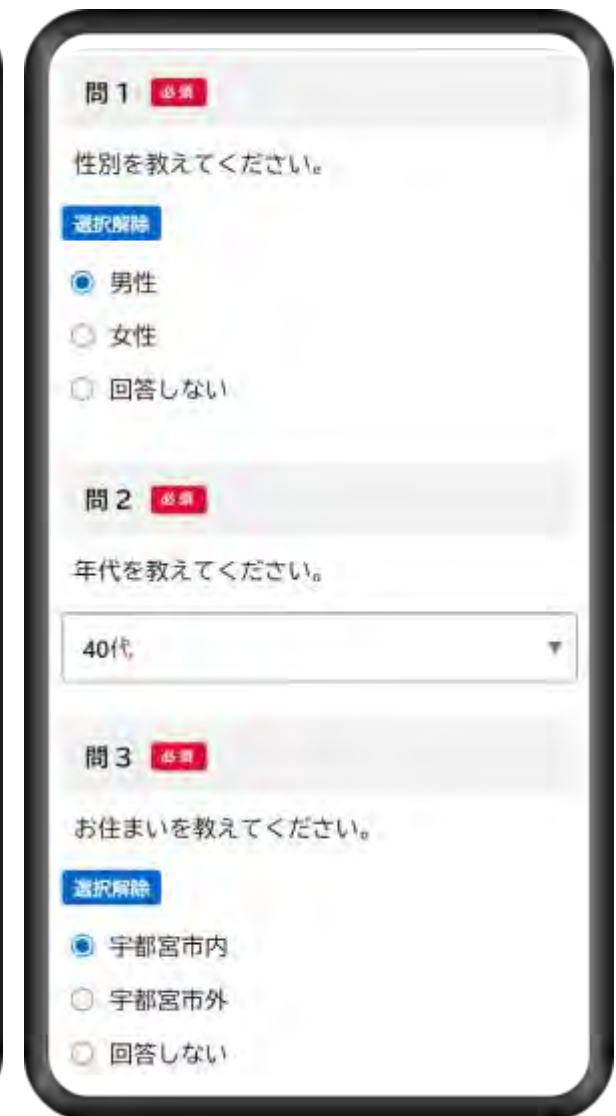 問1 必須
性別を教えてください。
選択解除
男性
女性
回答しない
問2 必須
年代を教えてください。
40代
問3 必須
お住まいを教えてください。
選択解除
宇都宮市内
宇都宮市外
回答しない